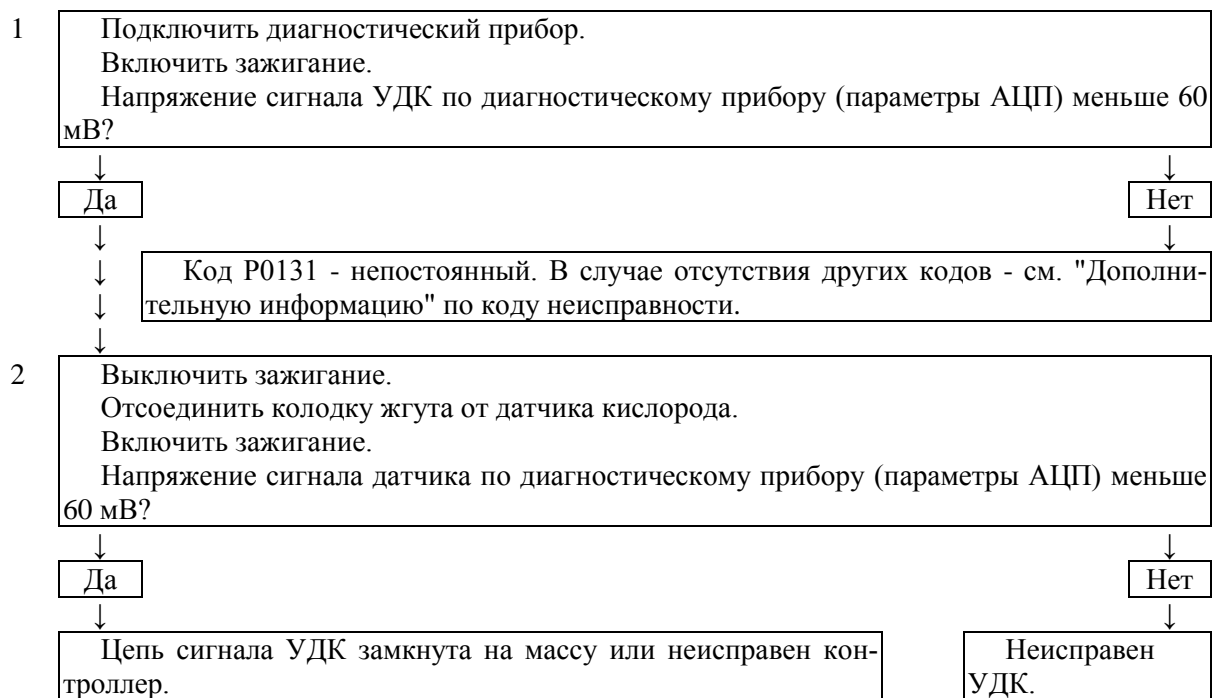 1 Подключить диагностический прибор.
Включить зажигание.
Напряжение сигнала УДК по диагностическому прибору (параметры АЦП) меньше 60
мВ?
↓ ↓
Да Нет
↓ ↓
↓ Код Р0131 - непостоянный. В случае отсутствия других кодов - см. "Дополни-
↓ тельную информацию" по коду неисправности.
↓
2 Выключить зажигание.
Отсоединить колодку жгута от датчика кислорода.
Включить зажигание.
Напряжение сигнала датчика по диагностическому прибору (параметры АЦП) меньше
60 мВ?
↓ ↓
Да Нет
↓ ↓
Цепь сигнала УДК замкнута на массу или неисправен кон-
троллер.
Неисправен
УДК.